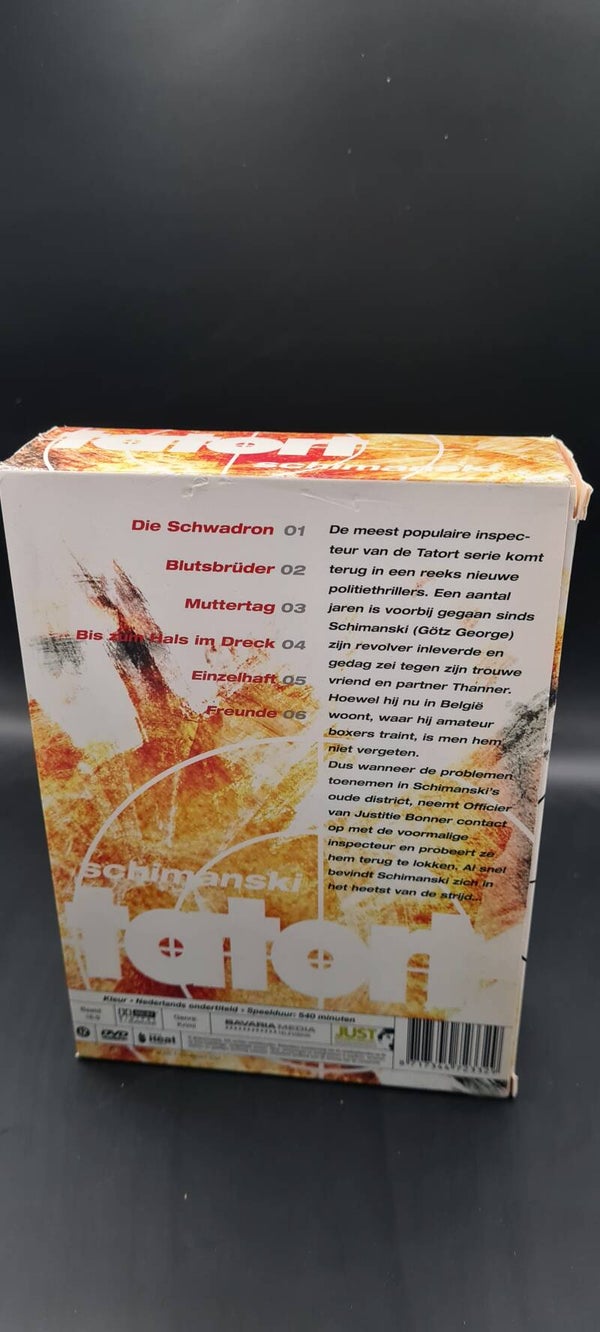 tatort
schimanski
Die Schwadron 01
Blutsbrüder 02
Muttertag 03
Bis zum Hals im Dreck 04
Einzelhaft 05
Freunde 06
De meest populaire inspec-
teur van de Tatort serie komt
terug in een reeks nieuwe
politiethrillers. Een aantal
jaren is voorbij gegaan sinds
Schimanski (Götz George)
zijn revolver inleverde en
gedag zei tegen zijn trouwe
vriend en partner Thanner.
Hoewel hij nu in België
woont, waar hij amateur
boxers traint, is men hem
niet vergeten.
Dus wanneer de problemen
toenemen in Schimanski's
oude district, neemt Officier
van Justitie Bonner contact
op met de voormalige
inspecteur en probeert ze
hem terug te lokken. Al snel
bevindt Schimanski zich in
het heetst van de strijd...
schimanski
tatort
Kleur • Nederlands ondertiteld • Speelduur: 540 minuten
Beeld
Genre:
Krimi
BAVARIA MEDIA
JUST
DVD